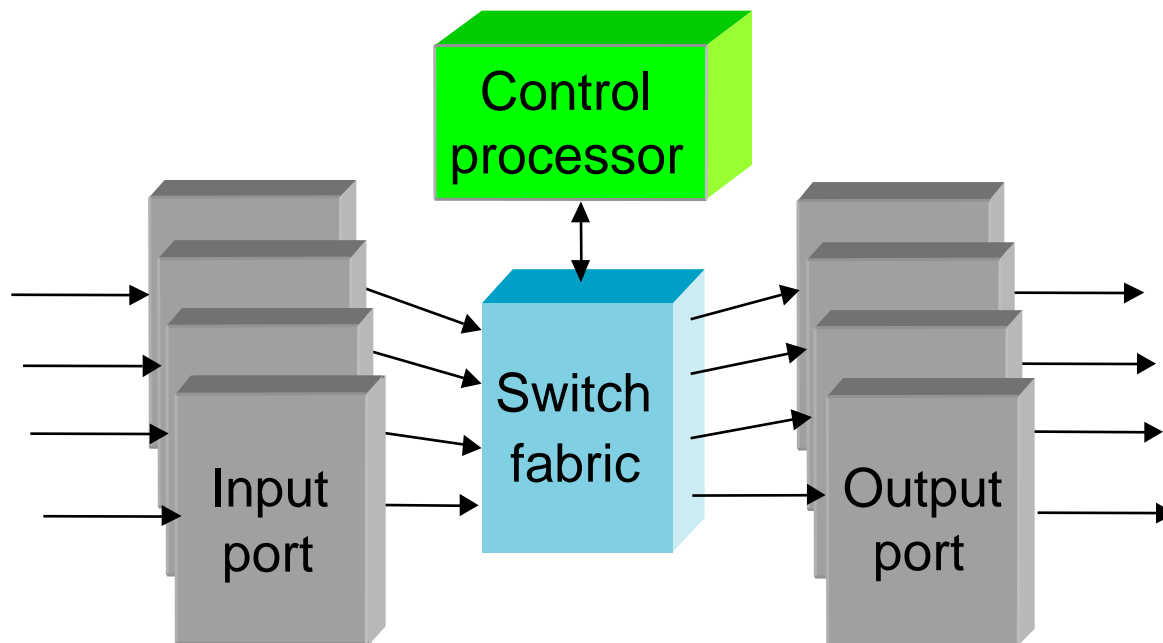 Control
processor
Switch
fabric
Input
port
Output
port